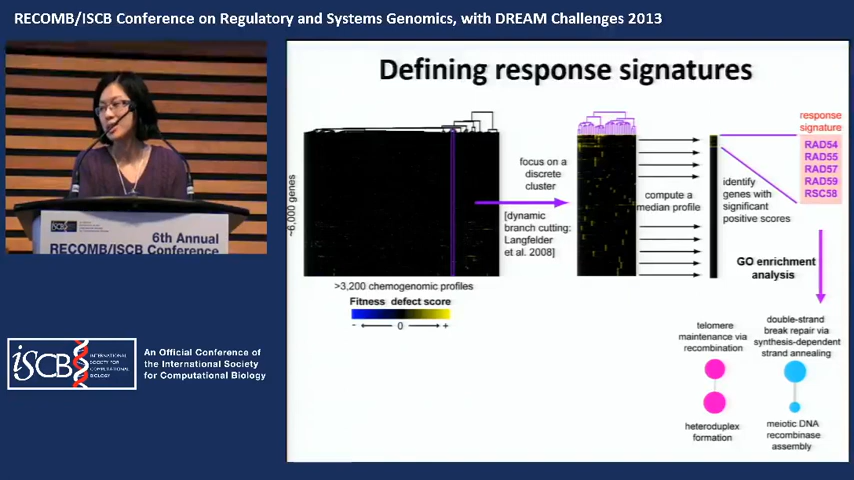 RECOMB/ISCB Conference on Regulatory and Systems Genomics, with DREAM Challenges 2013
6th Annual
RECOMB/ISCB Conference
iSCB
INTERNATIONAL
SOCIETY FOR
COMPUTATIONAL
BIOLOGY
An Official Conference of
the International Society
for Computational Biology
Defining response signatures
~6,000 genes
>3,200 chemogenomic profiles
Fitness defect score
- 0 +
focus on a
discrete
cluster
[dynamic
branch cutting:
Langfelder
et al. 2008]
compute a
median profile
identify
genes with
significant
positive scores
response
signature
RAD54
RAD55
RAD57
RAD59
RSC58
GO enrichment
analysis
telomere
maintenance via
recombination
heteroduplex
formation
double-strand
break repair via
synthesis-dependent
strand annealing
meiotic DNA
recombinase
assembly